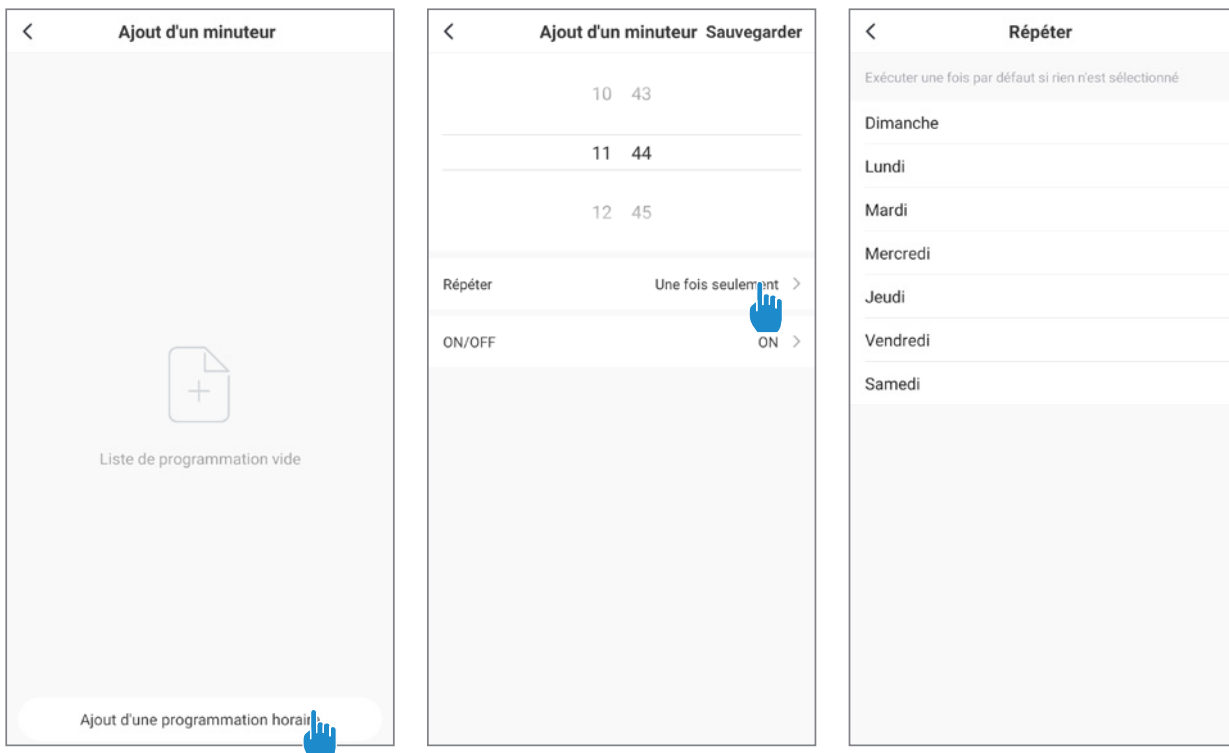 Ajout d'un minuteur
Liste de programmation vide
Ajout d'une programmation horaire
Ajout d'un minuteur Sauvegarder
10 43
11 44
12 45
Répéter Une fois seulement
ON/OFF ON
Répéter
Exécuter une fois par défaut si rien n'est sélectionné
Dimanche
Lundi
Mardi
Mercredi
Jeudi
Vendredi
Samedi